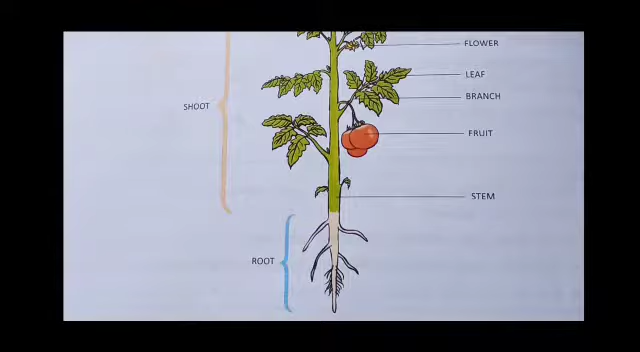 FLOWER
LEAF
BRANCH
SHOOT
FRUIT
STEM
ROOT